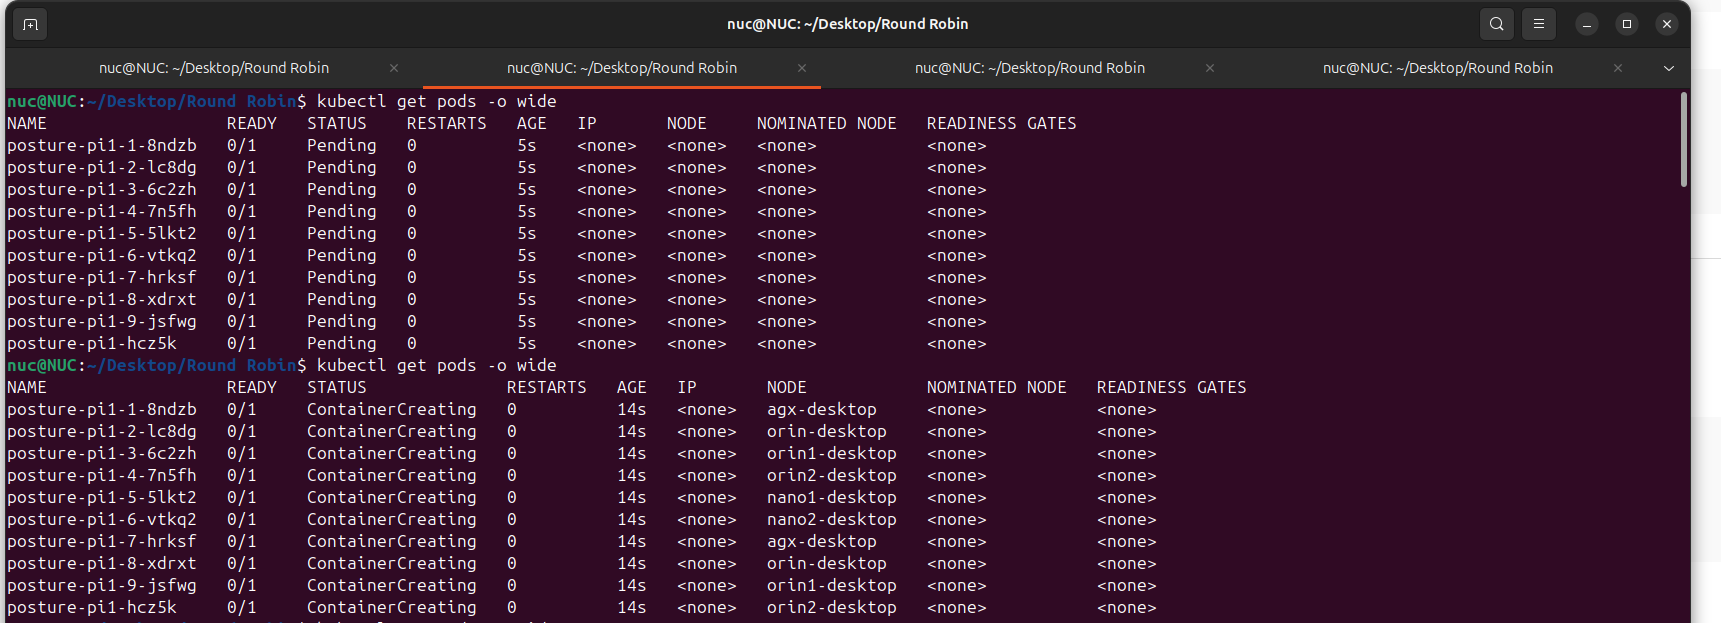 nuc@NUC: ~/Desktop/Round Robin
nuc@NUC: ~/Desktop/Round Robin nuc@NUC: ~/Desktop/Round Robin nuc@NUC: ~/Desktop/Round Robin nuc@NUC: ~/Desktop/Round Robin
nuc@NUC:~/Desktop/Round Robin$ kubectl get pods -o wide
NAME READY STATUS RESTARTS AGE IP NODE NOMINATED NODE READINESS GATES
posture-pi1-1-8ndzb 0/1 Pending 0 5s <none> <none> <none> <none>
posture-pi1-2-lc8dg 0/1 Pending 0 5s <none> <none> <none> <none>
posture-pi1-3-6c2zh 0/1 Pending 0 5s <none> <none> <none> <none>
posture-pi1-4-7n5fh 0/1 Pending 0 5s <none> <none> <none> <none>
posture-pi1-5-5lkt2 0/1 Pending 0 5s <none> <none> <none> <none>
posture-pi1-6-vtkq2 0/1 Pending 0 5s <none> <none> <none> <none>
posture-pi1-7-hrksf 0/1 Pending 0 5s <none> <none> <none> <none>
posture-pi1-8-xdrxt 0/1 Pending 0 5s <none> <none> <none> <none>
posture-pi1-9-jsfwg 0/1 Pending 0 5s <none> <none> <none> <none>
posture-pi1-hcz5k 0/1 Pending 0 5s <none> <none> <none> <none>
nuc@NUC:~/Desktop/Round Robin$ kubectl get pods -o wide
NAME READY STATUS RESTARTS AGE IP NODE NOMINATED NODE READINESS GATES
posture-pi1-1-8ndzb 0/1 ContainerCreating 0 14s <none> agx-desktop <none> <none>
posture-pi1-2-lc8dg 0/1 ContainerCreating 0 14s <none> orin-desktop <none> <none>
posture-pi1-3-6c2zh 0/1 ContainerCreating 0 14s <none> orin1-desktop <none> <none>
posture-pi1-4-7n5fh 0/1 ContainerCreating 0 14s <none> orin2-desktop <none> <none>
posture-pi1-5-5lkt2 0/1 ContainerCreating 0 14s <none> nano1-desktop <none> <none>
posture-pi1-6-vtkq2 0/1 ContainerCreating 0 14s <none> nano2-desktop <none> <none>
posture-pi1-7-hrksf 0/1 ContainerCreating 0 14s <none> agx-desktop <none> <none>
posture-pi1-8-xdrxt 0/1 ContainerCreating 0 14s <none> orin-desktop <none> <none>
posture-pi1-9-jsfwg 0/1 ContainerCreating 0 14s <none> orin1-desktop <none> <none>
posture-pi1-hcz5k 0/1 ContainerCreating 0 14s <none> orin2-desktop <none> <none>